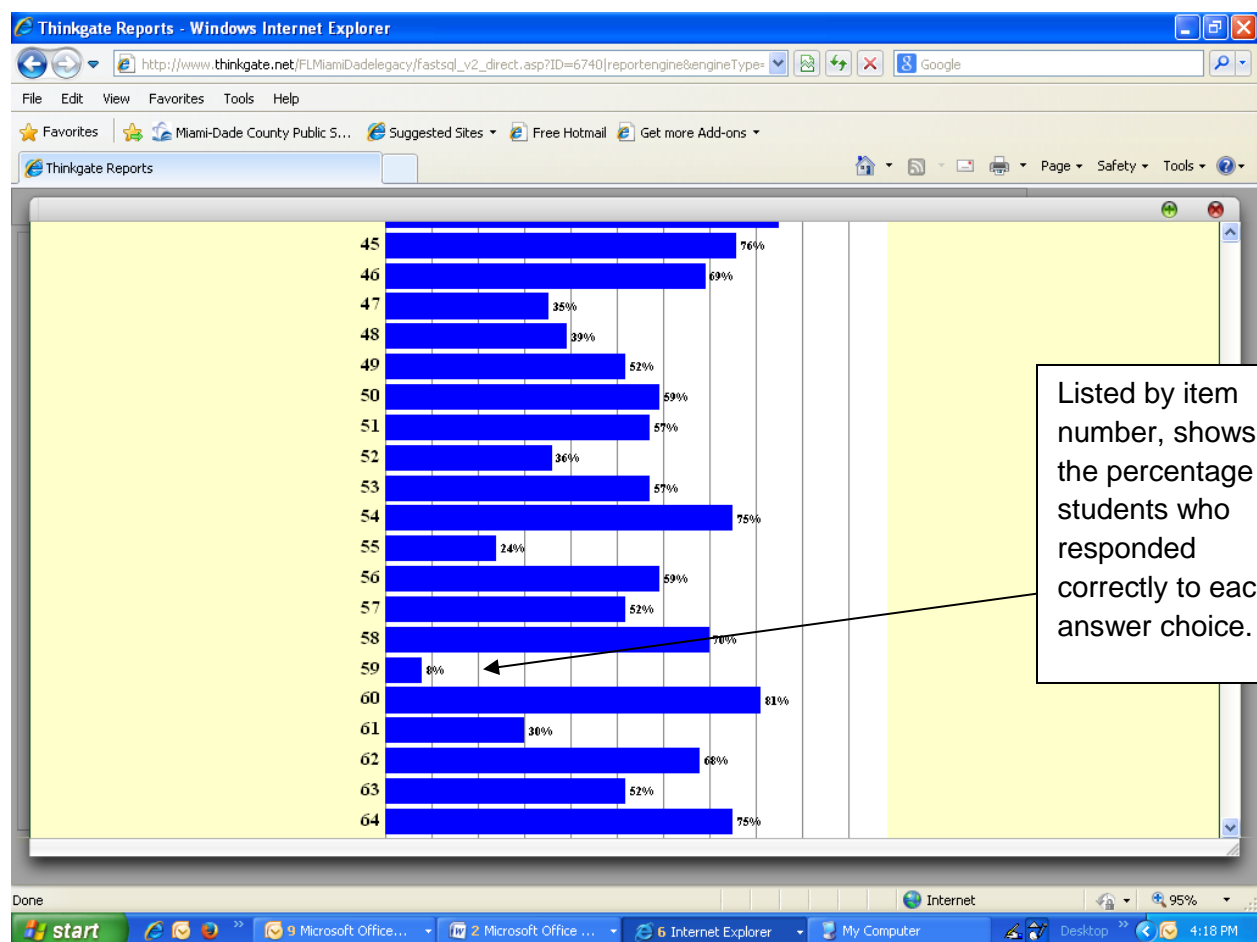 Thinkgate Reports - Windows Internet Explorer
http://www.thinkgate.net/FLMiamiDadelegacy/fastsql_v2_direct.asp?ID=6740|reportengine&engineType= Google
File Edit View Favorites Tools Help
Favorites Miami-Dade County Public S... Suggested Sites Free Hotmail Get more Add-ons
Thinkgate Reports Page Safety Tools
45 76%
46 69%
47 35%
48 39%
49 52%
50 59%
51 57%
52 36%
53 57%
54 75%
55 24%
56 59%
57 52%
58 70%
59 8%
60 81%
61 30%
62 68%
63 52%
64 75%
Listed by item
number, shows
the percentage
students who
responded
correctly to eac
answer choice.
Done Internet 95%
start 9 Microsoft Office... 2 Microsoft Office ... 6 Internet Explorer My Computer Desktop 4:18 PM